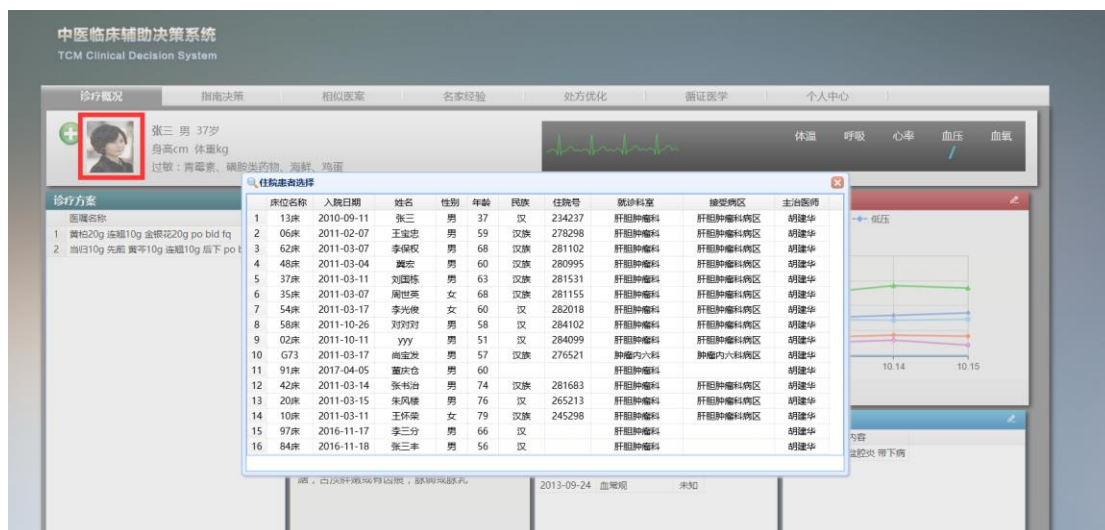 中医临床辅助决策系统
TCM Clinical Decision System
诊疗概况 指南决策 相似医案 名家经验 处方优化 循证医学 个人中心
张三 男 37岁
身高cm 体重kg
过敏：青霉素、磺胺类药物、海鲜、鸡蛋
体温 呼吸 心率 血压 血氧
/
住院患者选择
诊疗方案
医嘱名称
1 黄柏20g 连翘10g 金银花20g po bid fq
2 当归10g 先煎 黄芩10g 连翘10g 后下 po b
床位名称 入院日期 姓名 性别 年龄 民族 住院号 就诊科室 接受病区 主治医师
1 13床 2010-09-11 张三 男 37 汉 234237 肝胆肿瘤科 肝胆肿瘤科病区 胡建华
2 06床 2011-02-07 王宝忠 男 59 汉族 278298 肝胆肿瘤科 肝胆肿瘤科病区 胡建华
3 62床 2011-03-07 李保权 男 68 汉族 281102 肝胆肿瘤科 肝胆肿瘤科病区 胡建华
4 48床 2011-03-04 冀宏 男 60 汉族 280995 肝胆肿瘤科 肝胆肿瘤科病区 胡建华
5 37床 2011-03-11 刘国栋 男 63 汉族 281531 肝胆肿瘤科 肝胆肿瘤科病区 胡建华
6 35床 2011-03-07 周世英 女 68 汉族 281155 肝胆肿瘤科 肝胆肿瘤科病区 胡建华
7 54床 2011-03-17 李光俊 女 60 汉 282018 肝胆肿瘤科 肝胆肿瘤科病区 胡建华
8 58床 2011-10-26 对对对 男 58 汉 284102 肝胆肿瘤科 肝胆肿瘤科病区 胡建华
9 02床 2011-10-11 yyy 男 51 汉 284099 肝胆肿瘤科 肝胆肿瘤科病区 胡建华
10 G73 2011-03-17 尚宝发 男 57 汉族 276521 肿瘤内六科 肿瘤内六科病区 胡建华
11 91床 2017-04-05 董庆仓 男 60 肝胆肿瘤科 胡建华
12 42床 2011-03-14 张书治 男 74 汉族 281683 肝胆肿瘤科 肝胆肿瘤科病区 胡建华
13 20床 2011-03-15 朱风楼 男 76 汉 265213 肝胆肿瘤科 肝胆肿瘤科病区 胡建华
14 10床 2011-03-11 王怀荣 女 79 汉族 245298 肝胆肿瘤科 肝胆肿瘤科病区 胡建华
15 97床 2016-11-17 李三分 男 66 汉 肝胆肿瘤科 胡建华
16 84床 2016-11-18 张三丰 男 56 汉 肝胆肿瘤科 胡建华
低压
10.14 10.15
内容
盆腔炎 带下病
2013-09-24 血常规 未知